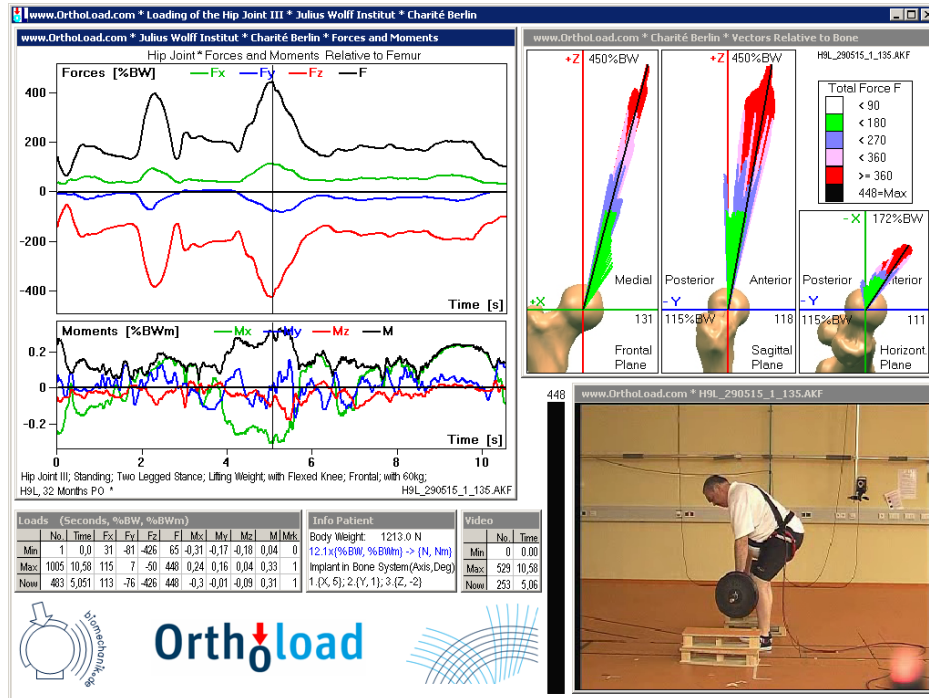 www.OrthoLoad.com * Loading of the Hip Joint III * Julius Wolff Institut * Charité Berlin
www.OrthoLoad.com * Julius Wolff Institut * Charité Berlin * Forces and Moments
Hip Joint * Forces and Moments Relative to Femur
Forces [%BW] Fx Fy Fz F
400
200
0
-200
-400
Time [s]
Moments [%BWm] Mx My Mz M
0.2
0
-0.2
Time [s]
0 2 4 6 8 10
Hip Joint III; Standing; Two Legged Stance; Lifting Weight; with Flexed Knee; Frontal; with 60kg;
H9L, 32 Months PO * H9L_290515_1_135.AKF
www.OrthoLoad.com * Charité Berlin * Vectors Relative to Bone
+Z 450%BW
+X
Medial
131
Frontal
Plane
+Z 450%BW
Posterior Anterior
-Y
115%BW 118
Sagittal
Plane
H9L_290515_1_135.AKF
Total Force F
< 90
< 180
< 270
< 360
>= 360
448=Max
-X 172%BW
Posterior
-Y
115%BW 111
Horizont.
Plane
448
www.OrthoLoad.com * H9L_290515_1_135.AKF
Loads (Seconds, %BW, %BWm)
No. Time Fx Fy Fz F Mx My Mz M Mrk
Min 1 0,0 31 -81 -426 65 -0,31 -0,17 -0,18 0,04 0
Max 1005 10,58 115 7 -50 448 0,24 0,16 0,04 0,33 1
Now 483 5,051 113 -76 -426 448 -0,3 -0,01 -0,09 0,31 1
Info Patient
Body Weight: 1213.0 N
12.1x(%BW, %BWm) -> (N, Nm)
Implant in Bone System(Axis,Deg)
1.{X, 5}; 2.{Y, 1}; 3.{Z, -2}
Video
No. Time
Min 0 0.00
Max 529 10,58
Now 253 5,06
biomechanik.de
Orthoload